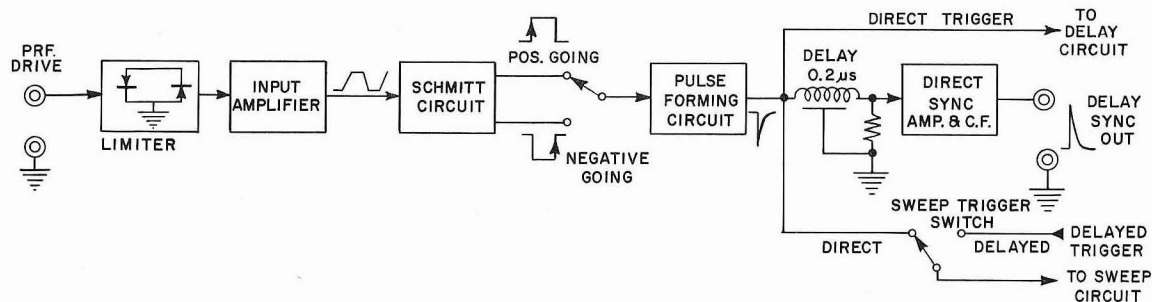 PRF.
DRIVE
LIMITER
INPUT
AMPLIFIER
SCHMITT
CIRCUIT
POS. GOING
NEGATIVE
GOING
PULSE
FORMING
CIRCUIT
DIRECT TRIGGER
TO
DELAY
CIRCUIT
DELAY
0.2 μs
DIRECT
SYNC
AMP. & C.F.
DELAY
SYNC
OUT
SWEEP TRIGGER
SWITCH
DIRECT
DELAYED
DELAYED
TRIGGER
TO SWEEP
CIRCUIT